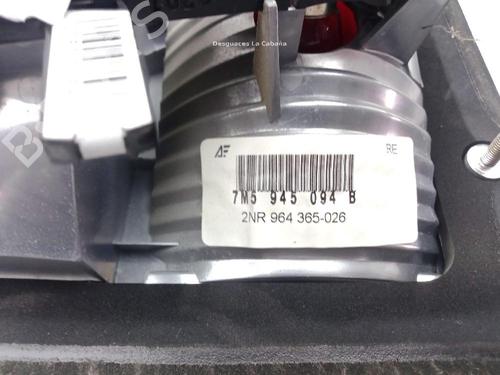 Desguaces La Cabaña
AF RE
7M5 945 094 B
2NR 964 365-026